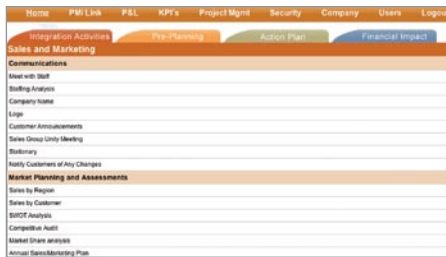 Home PMI Link P&L KPI's Project Mgmt Security Company Users Logout
Integration Activities Pre-Planning Action Plan Financial Impact
Sales and Marketing
Communications
Meet with Staff
Staffing Analysis
Company Name
Logo
Customer Announcements
Sales Group Unity Meeting
Stationary
Notify Customers of Any Changes
Market Planning and Assessments
Sales by Region
Sales by Customer
SWOT Analysis
Competitive Audit
Market Share analysis
Annual Sales/Marketing Plan